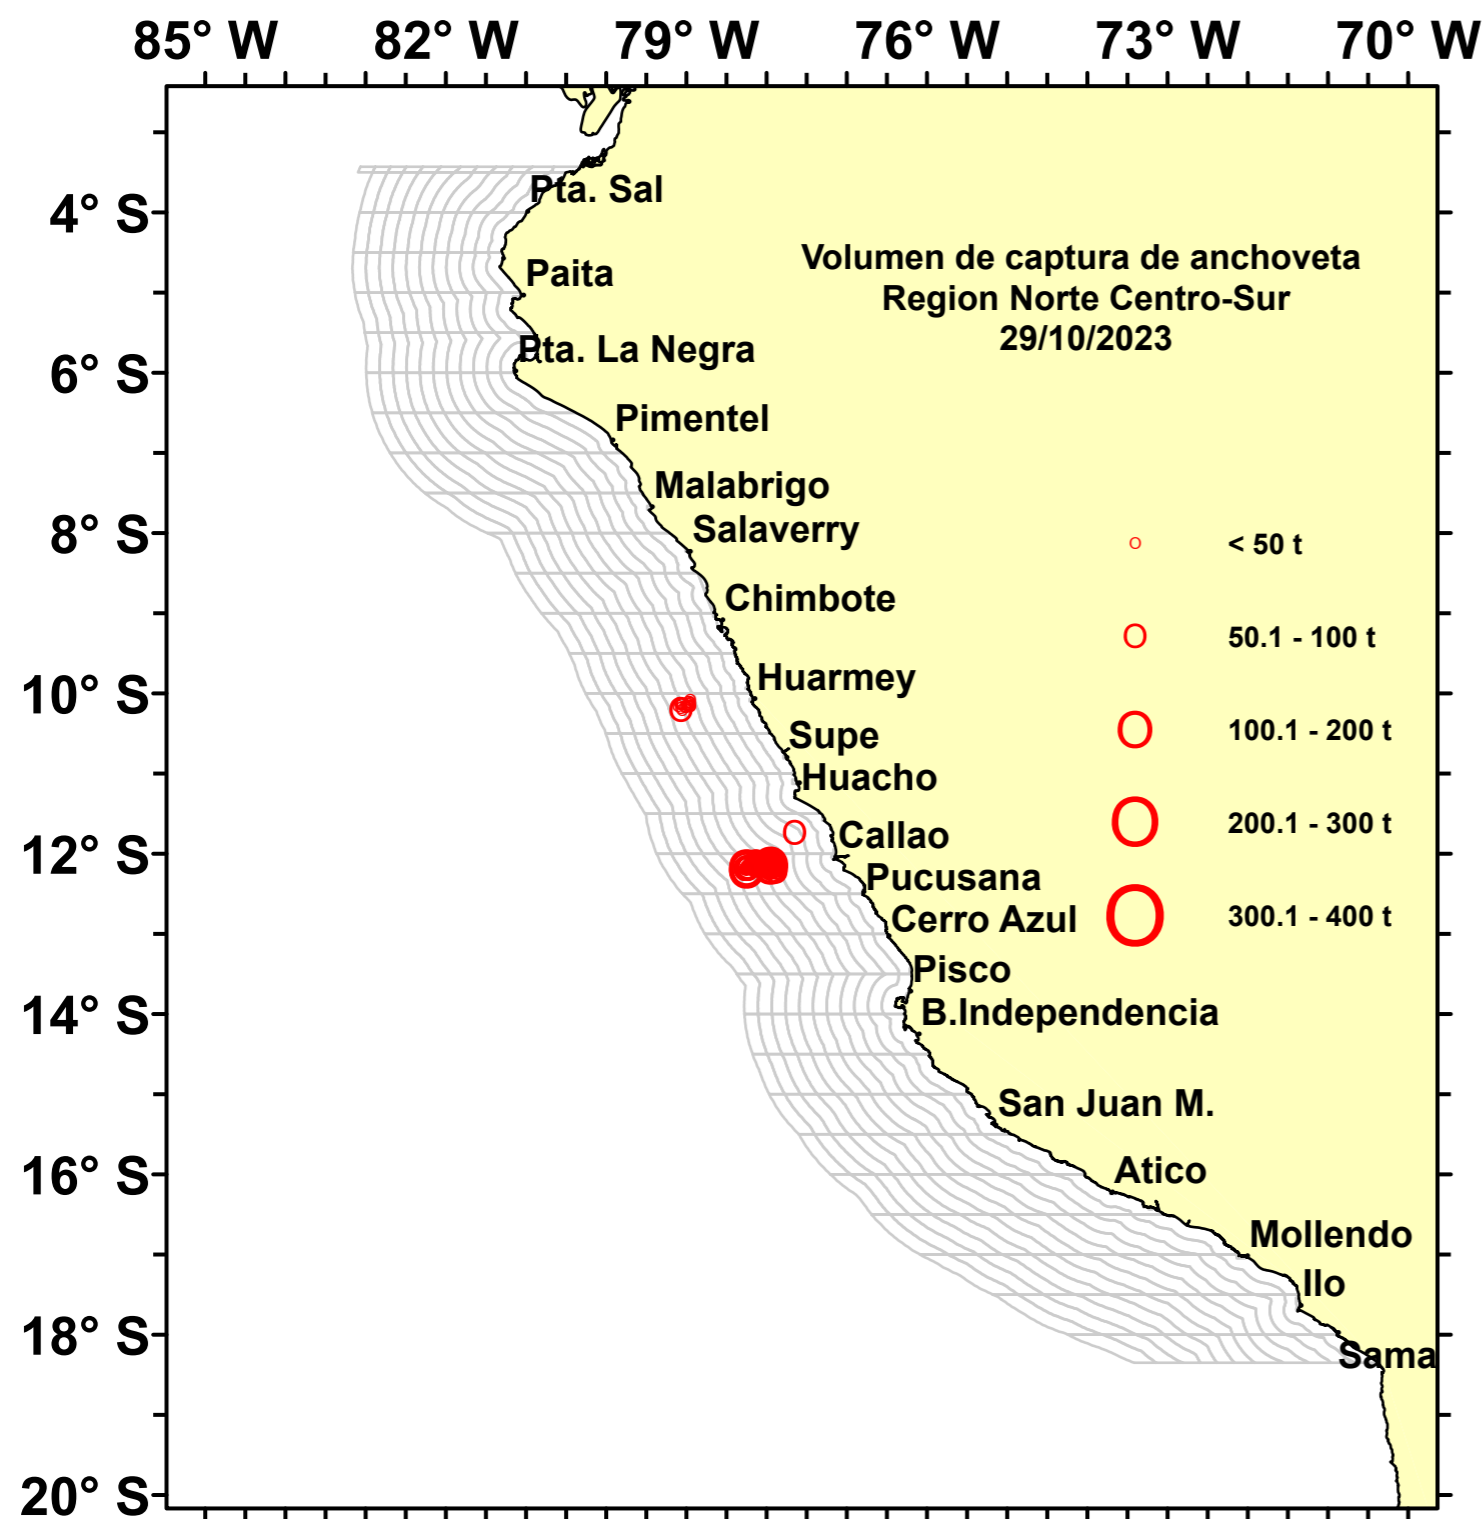 85° W 82° W 79° W 76° W 73° W 70° W
4° S
6° S
8° S
10° S
12° S
14° S
16° S
18° S
20° S
Volumen de captura de anchoveta
Region Norte Centro-Sur
29/10/2023
Pta. Sal
Paita
Pta. La Negra
Pimentel
Malabrigo
Salaverry
Chimbote
Huarmey
Supe
Huacho
Callao
Pucusana
Cerro Azul
Pisco
B.Independencia
San Juan M.
Atico
Mollendo
Ilo
Sama
< 50 t
50.1 - 100 t
100.1 - 200 t
200.1 - 300 t
300.1 - 400 t